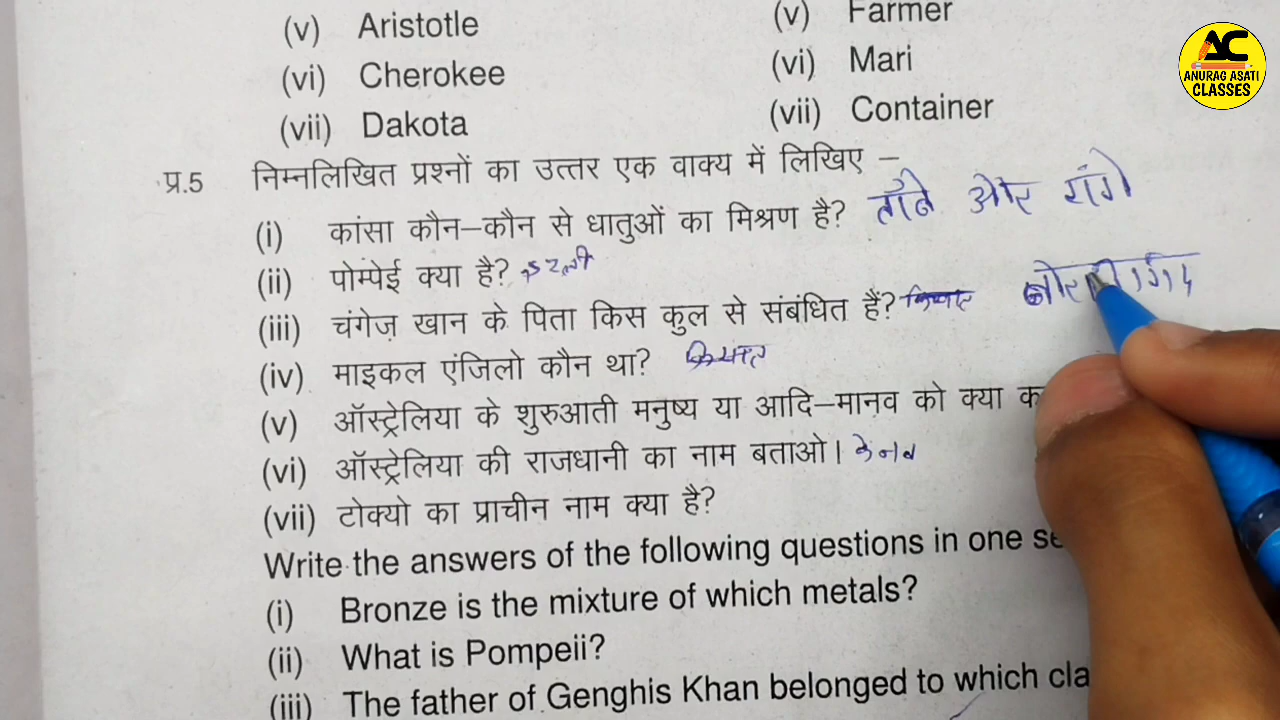 (v) Aristotle (v) Farmer
(vi) Cherokee (vi) Mari
(vii) Dakota (vii) Container
प्र.5 निम्नलिखित प्रश्नों का उत्तर एक वाक्य में लिखिए –
(i) कांसा कौन–कौन से धातुओं का मिश्रण है? ताँबे और रांगे
(ii) पोम्पेई क्या है?
(iii) चंगेज़ खान के पिता किस कुल से संबंधित हैं?
(iv) माइकल एंजिलो कौन था?
(v) ऑस्ट्रेलिया के शुरुआती मनुष्य या आदि–मानव को क्या क
(vi) ऑस्ट्रेलिया की राजधानी का नाम बताओ। केनब
(vii) टोक्यो का प्राचीन नाम क्या है?
Write the answers of the following questions in one se
(i) Bronze is the mixture of which metals?
(ii) What is Pompeii?
(iii) The father of Genghis Khan belonged to which cla
AC
ANURAG ASATI
CLASSES